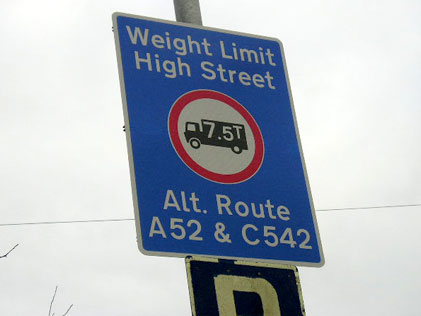 Weight Limit
High Street
7.5T
Alt. Route
A52 & C542
P